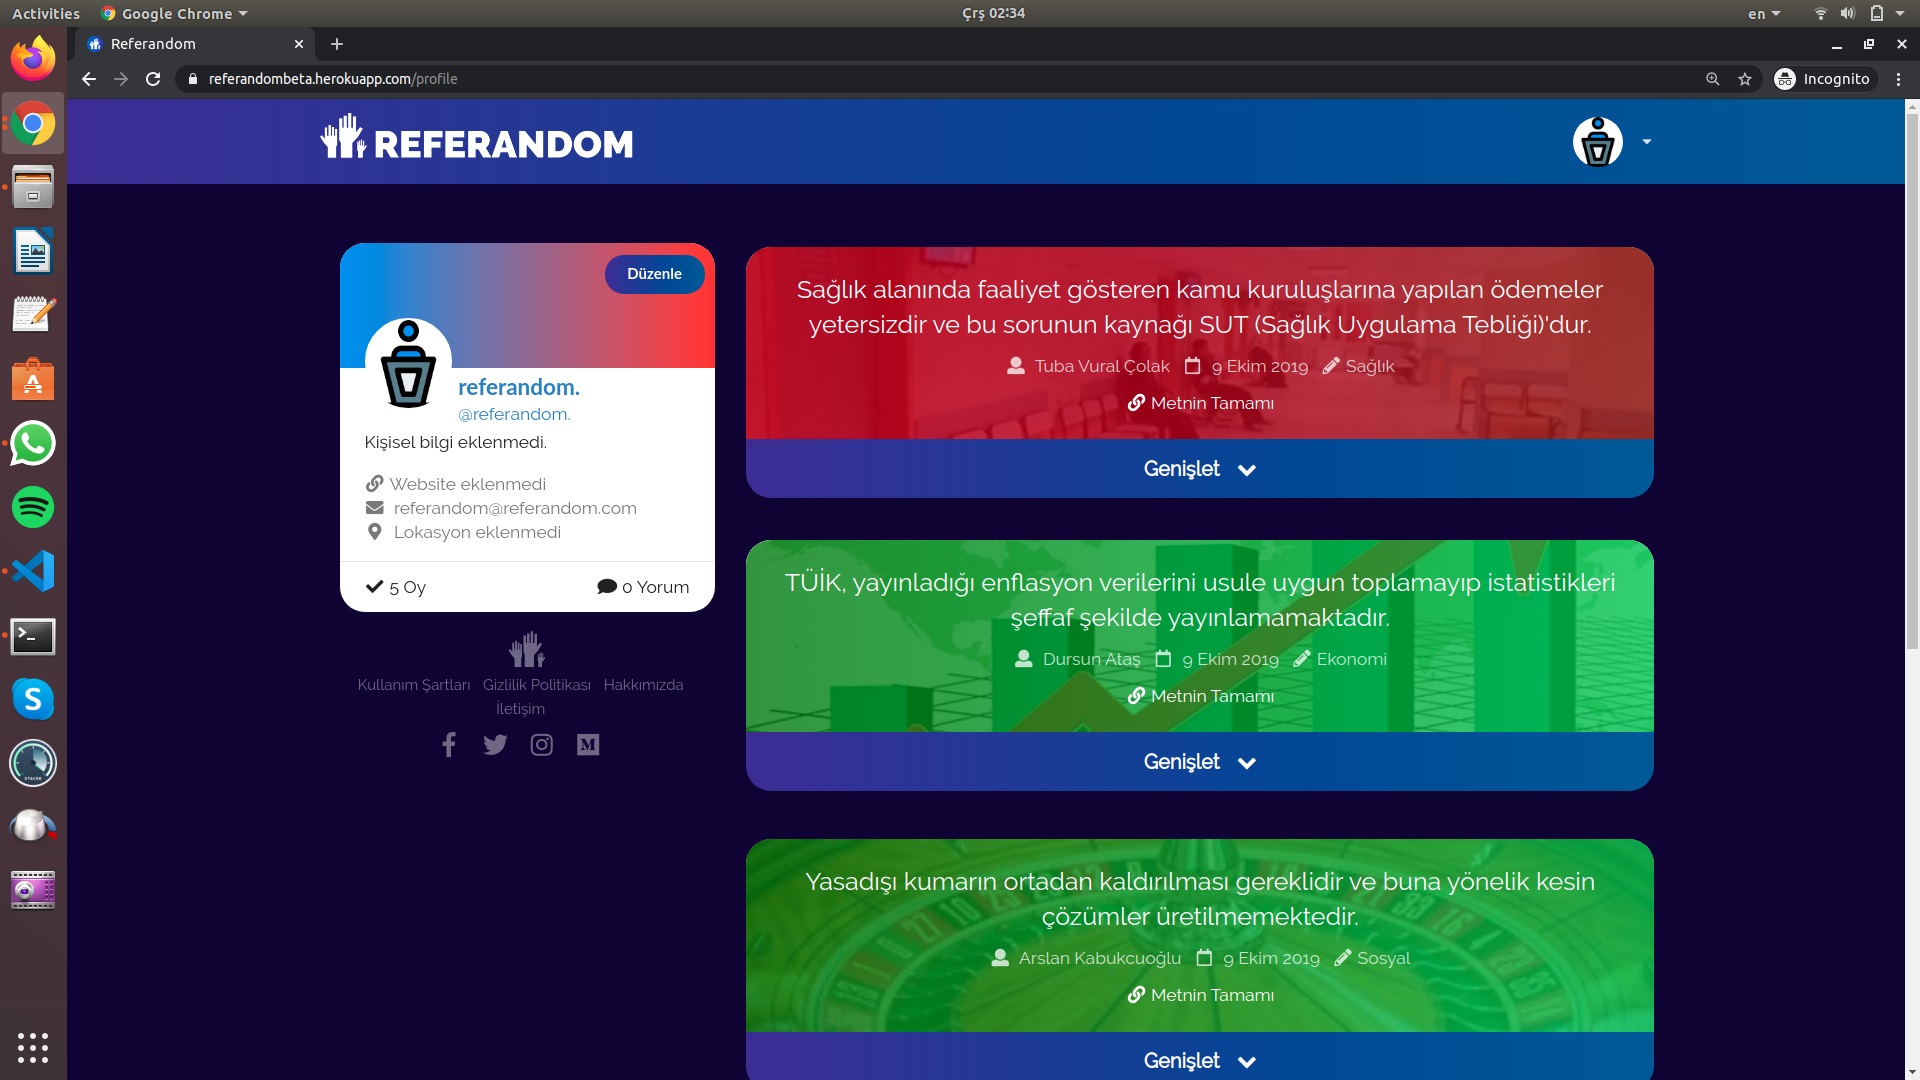 Activities
Google Chrome
Çrş 02:34
en
Referandom
referandombeta.herokuapp.com/profile
Incognito
REFERANDOM
Düzenle
referandom.
@referandom.
Kişisel bilgi eklenmedi.
Website eklenmedi
referandom@referandom.com
Lokasyon eklenmedi
5 Oy
0 Yorum
Kullanım Şartları Gizlilik Politikası Hakkımızda
İletişim
Sağlık alanında faaliyet gösteren kamu kuruluşlarına yapılan ödemeler
yetersizdir ve bu sorunun kaynağı SUT (Sağlık Uygulama Tebliği)'dur.
Tuba Vural Çolak 9 Ekim 2019 Sağlık
Metnin Tamamı
Genişlet
TÜİK, yayınladığı enflasyon verilerini usule uygun toplamayıp istatistikleri
şeffaf şekilde yayınlamamaktadır.
Dursun Ataş 9 Ekim 2019 Ekonomi
Metnin Tamamı
Genişlet
Yasadışı kumarın ortadan kaldırılması gereklidir ve buna yönelik kesin
çözümler üretilmemektedir.
Arslan Kabukcuoğlu 9 Ekim 2019 Sosyal
Metnin Tamamı
Genişlet